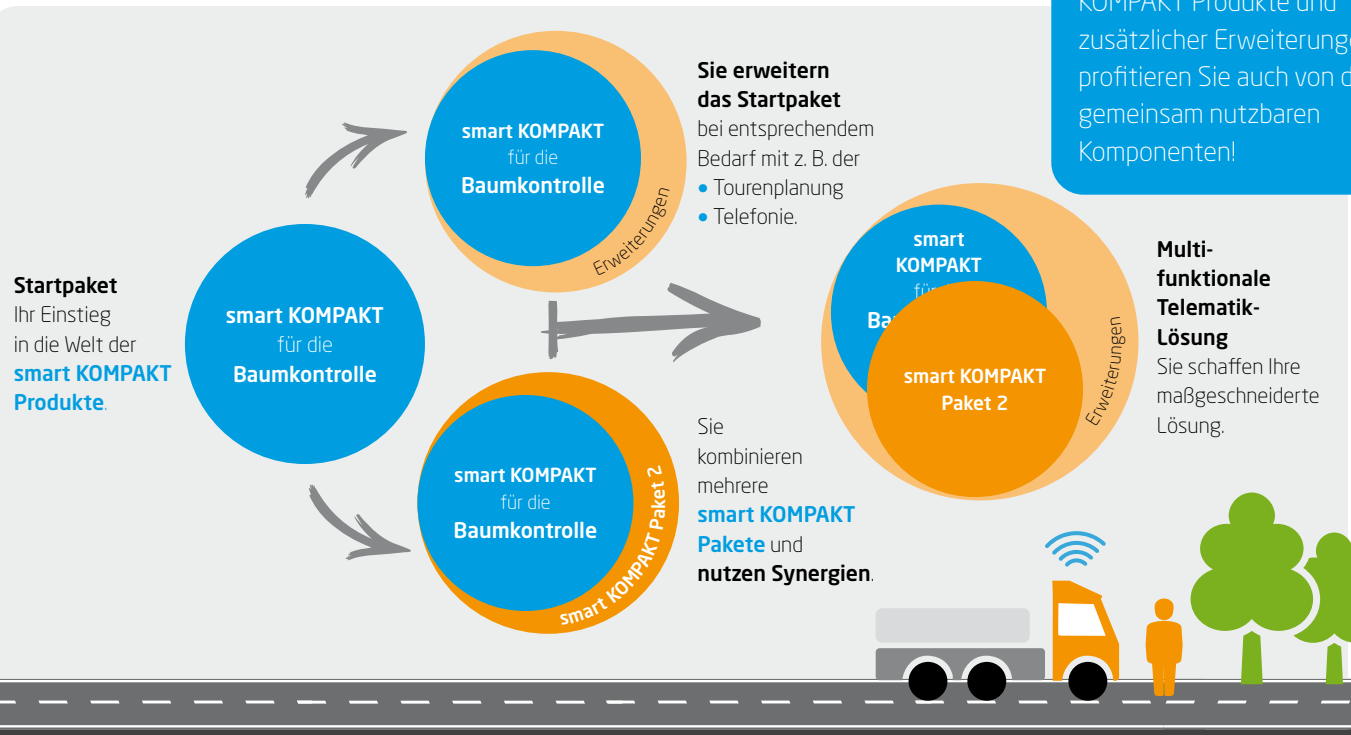 KOMPAKT Produkte und
zusätzlicher
profitieren Sie auch von
gemeinsam nutzbaren
Komponenten!
Startpaket
Ihr Einstieg
in die Welt der
smart KOMPAKT
Produkte.
smart KOMPAKT
für die
Baumkontrolle
smart KOMPAKT
für die
Baumkontrolle
Erweiterungen
Sie erweitern
das Startpaket
bei entsprechendem
Bedarf mit z. B. der
• Tourenplanung
• Telefonie.
smart KOMPAKT
für die
Baumkontrolle
smart KOMPAKT Paket 2
Sie
kombinieren
mehrere
smart KOMPAKT
Pakete und
nutzen Synergien.
smart
KOMPAKT
smart KOMPAKT
Paket 2
Erweiterungen
Multi-
funktionale
Telematik-
Lösung
Sie schaffen Ihre
maßgeschneiderte
Lösung.